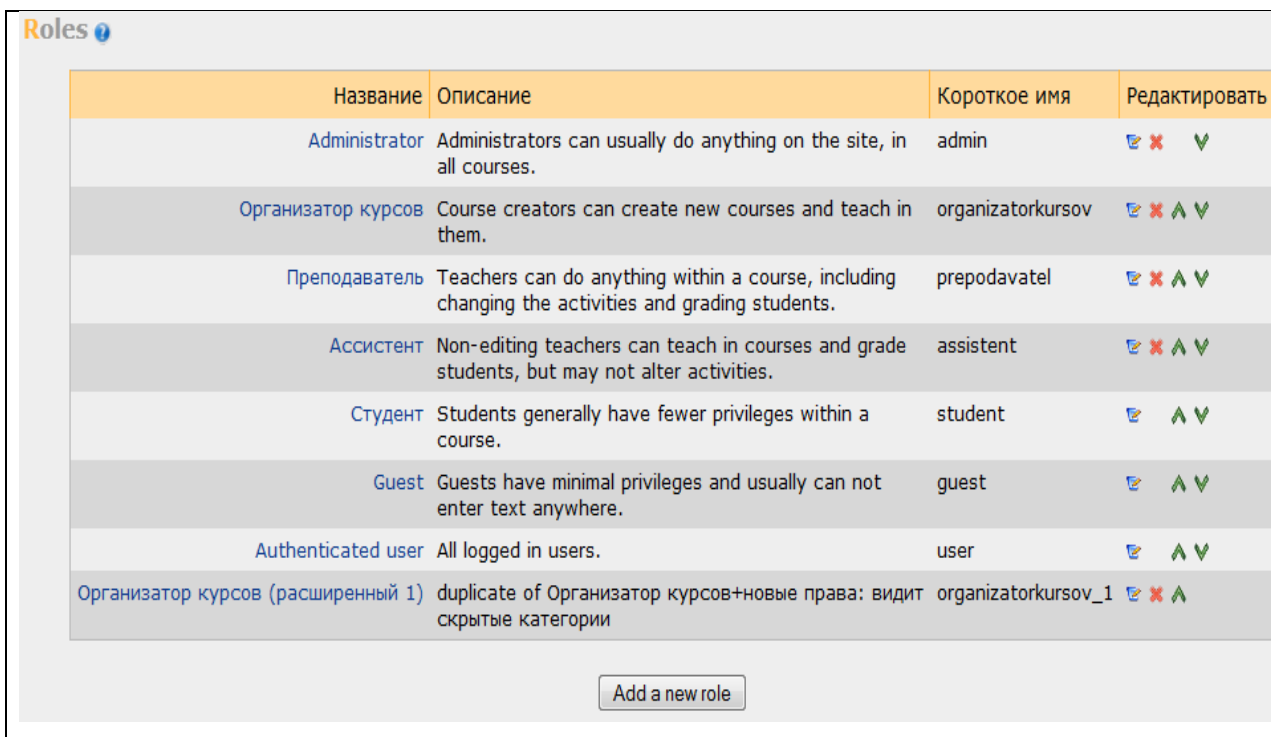 Roles
Название Описание Короткое имя Редактировать
Administrator Administrators can usually do anything on the site, in admin
all courses.
Организатор курсов Course creators can create new courses and teach in organizatorkursov
them.
Преподаватель Teachers can do anything within a course, including prepodavatel
changing the activities and grading students.
Ассистент Non-editing teachers can teach in courses and grade assistent
students, but may not alter activities.
Студент Students generally have fewer privileges within a student
course.
Guest Guests have minimal privileges and usually can not guest
enter text anywhere.
Authenticated user All logged in users. user
Организатор курсов (расширенный 1) duplicate of Организатор курсов+новые права: видит organizatorkursov_1
скрытые категории
Add a new role